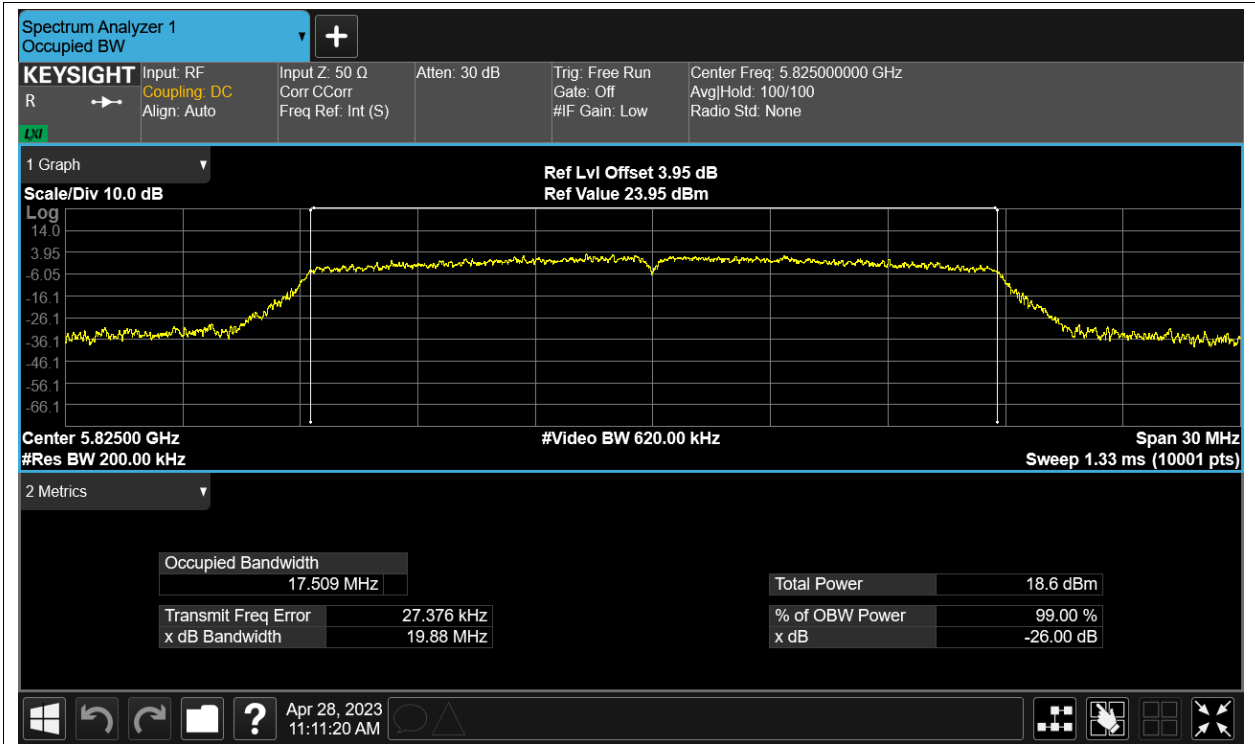 Spectrum Analyzer 1
Occupied BW
+
KEYSIGHT
R
LXI
Input: RF
Coupling: DC
Align: Auto
Input Z: 50 Ω
Corr CCorr
Freq Ref: Int (S)
Atten: 30 dB
Trig: Free Run
Gate: Off
#IF Gain: Low
Center Freq: 5.825000000 GHz
Avg|Hold: 100/100
Radio Std: None
1 Graph
Scale/Div 10.0 dB
Ref Lvl Offset 3.95 dB
Ref Value 23.95 dBm
Log
14.0
3.95
-6.05
-16.1
-26.1
-36.1
-46.1
-56.1
-66.1
Center 5.82500 GHz
#Res BW 200.00 kHz
#Video BW 620.00 kHz
Span 30 MHz
Sweep 1.33 ms (10001 pts)
2 Metrics
Occupied Bandwidth
17.509 MHz
Transmit Freq Error 27.376 kHz
x dB Bandwidth 19.88 MHz
Total Power 18.6 dBm
% of OBW Power 99.00 %
x dB -26.00 dB
?
Apr 28, 2023
11:11:20 AM